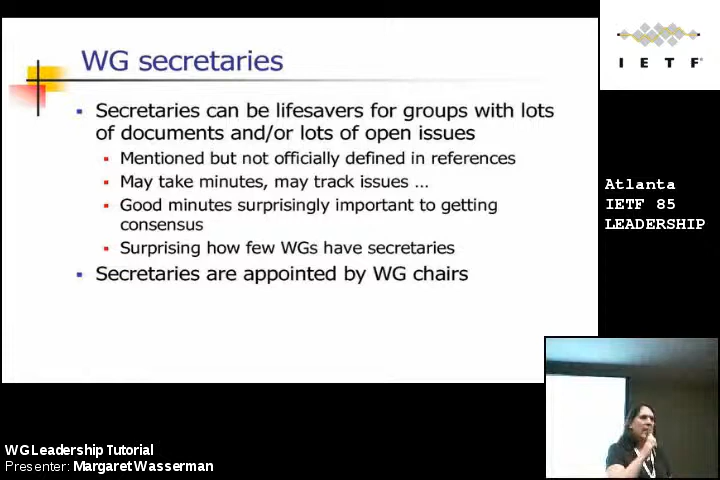 WG secretaries
Secretaries can be lifesavers for groups with lots
of documents and/or lots of open issues
Mentioned but not officially defined in references
May take minutes, may track issues ...
Good minutes surprisingly important to getting
consensus
Surprising how few WGs have secretaries
Secretaries are appointed by WG chairs
I E T F
Atlanta
IETF 85
LEADERSHIP
WG Leadership Tutorial
Presenter: Margaret Wasserman